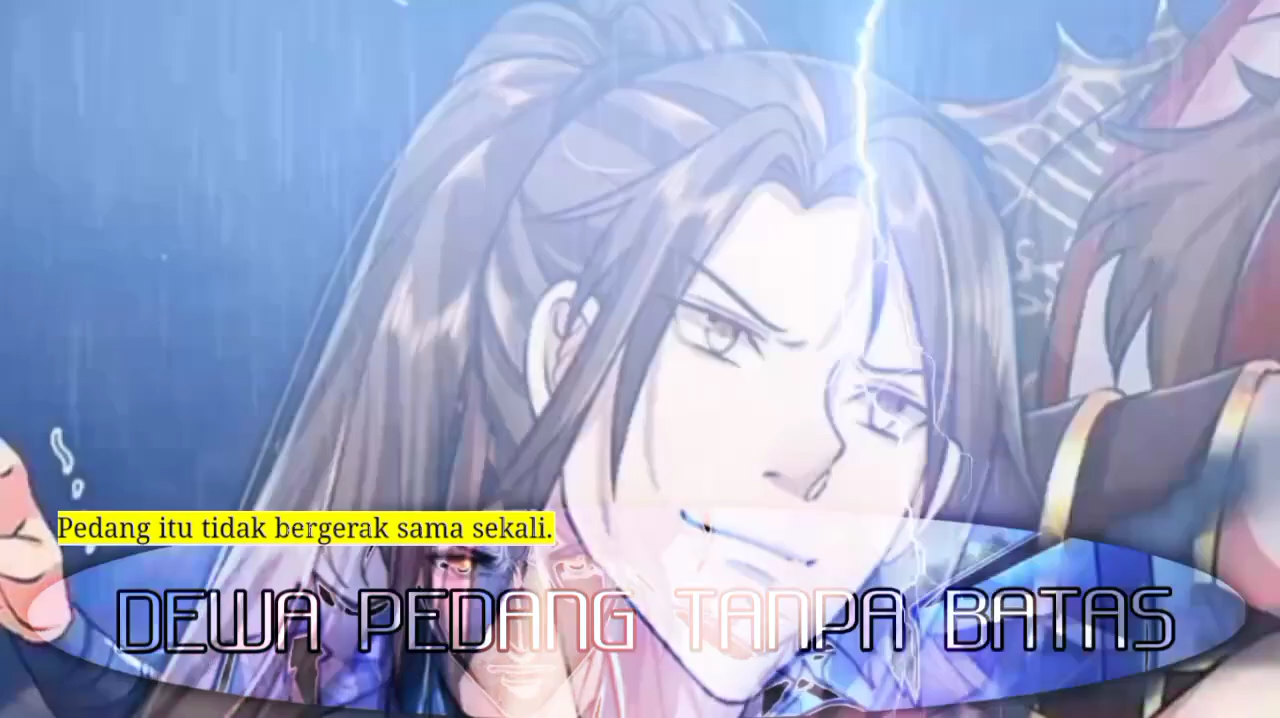 Pedang itu tidak bergerak sama sekali.
DEWA PEDANG TANPA BATAS